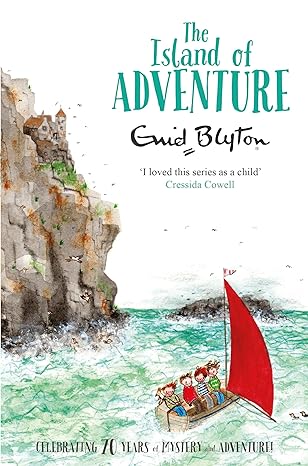 The
Island of
ADVENTURE
Enid Blyton
‘I loved this series as a child’
Cressida Cowell
CELEBRATING 70 YEARS of MYSTERY and ADVENTURE!